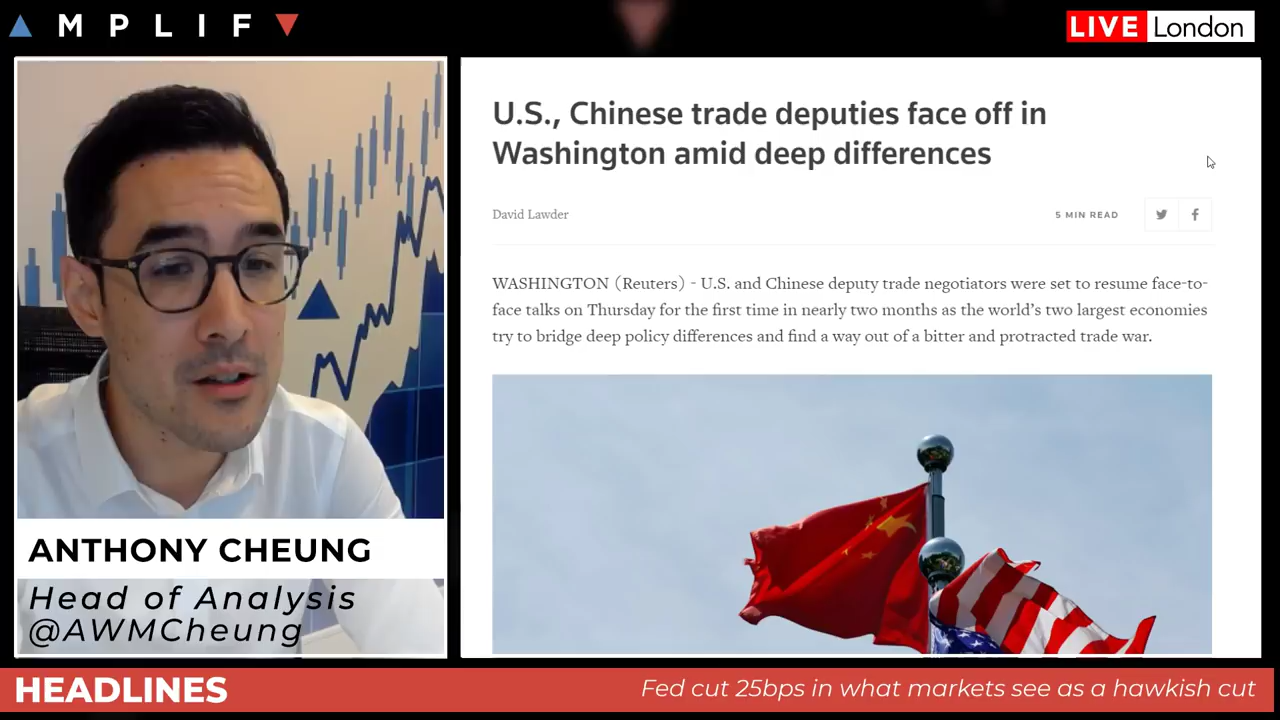 MPLIF
LIVE London
U.S., Chinese trade deputies face off in
Washington amid deep differences
David Lawder
5 MIN READ
WASHINGTON (Reuters) - U.S. and Chinese deputy trade negotiators were set to resume face-to-
face talks on Thursday for the first time in nearly two months as the world's two largest economies
try to bridge deep policy differences and find a way out of a bitter and protracted trade war.
ANTHONY CHEUNG
Head of Analysis
@AWMCheung
HEADLINES
Fed cut 25bps in what markets see as a hawkish cut